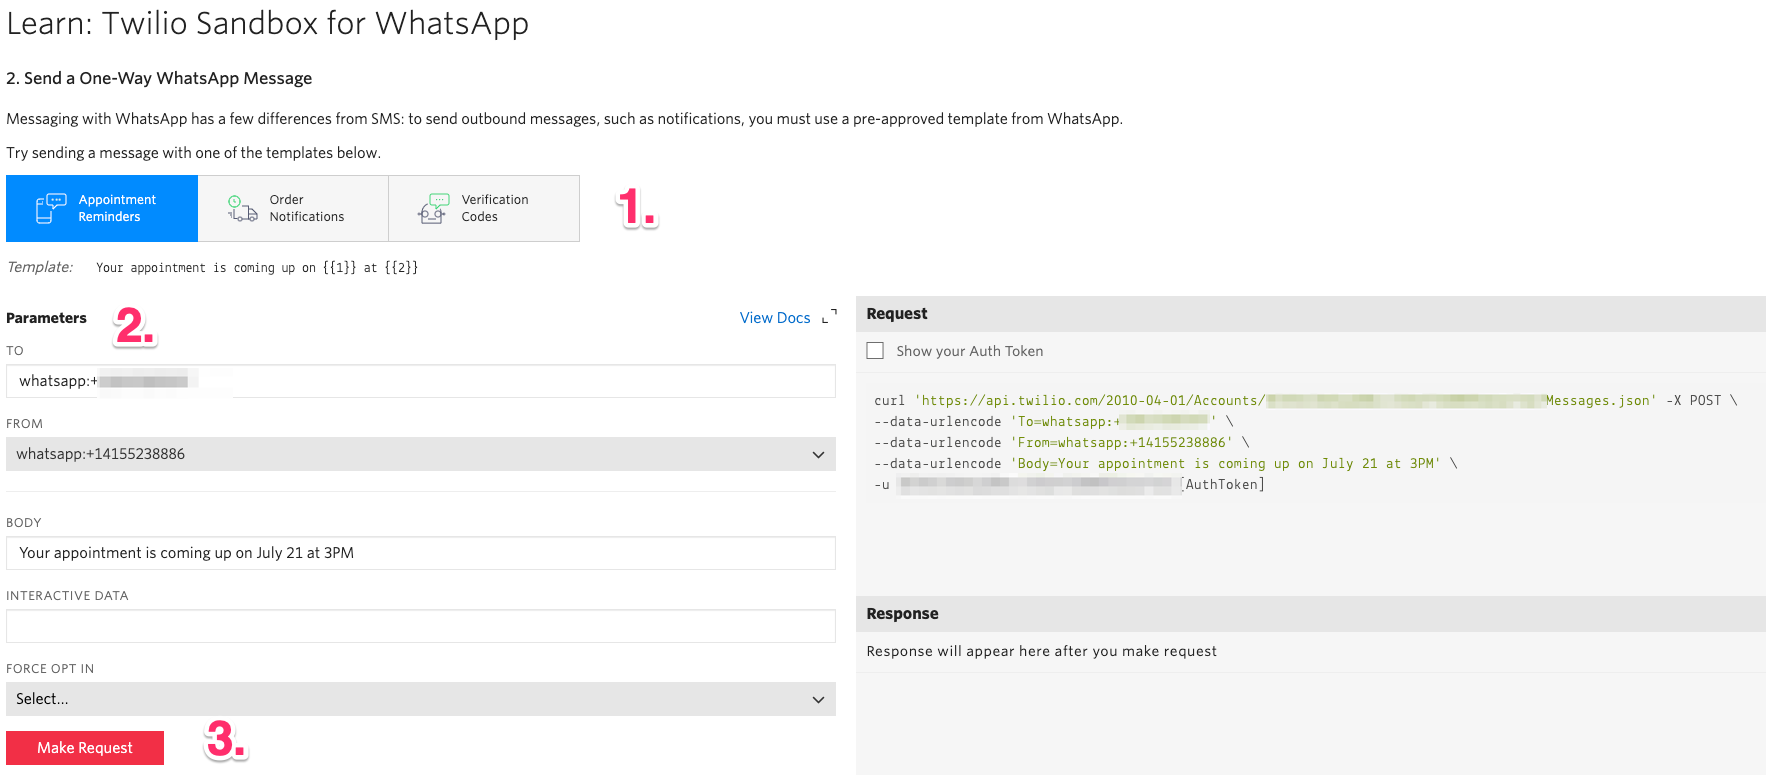 Learn: Twilio Sandbox for WhatsApp
2. Send a One-Way WhatsApp Message
Messaging with WhatsApp has a few differences from SMS: to send outbound messages, such as notifications, you must use a pre-approved template from WhatsApp.
Try sending a message with one of the templates below.
Appointment
Reminders
Order
Notifications
Verification
Codes
1.
Template: Your appointment is coming up on {{1}} at {{2}}
Parameters
2.
View Docs
TO
whatsapp:+
FROM
whatsapp:+14155238886
BODY
Your appointment is coming up on July 21 at 3PM
INTERACTIVE DATA
FORCE OPT IN
Select...
Make Request
3.
Request
Show your Auth Token
curl 'https://api.twilio.com/2010-04-01/Accounts/ Messages.json' -X POST \
--data-urlencode 'To=whatsapp:+ ' \
--data-urlencode 'From=whatsapp:+14155238886' \
--data-urlencode 'Body=Your appointment is coming up on July 21 at 3PM' \
-u [AuthToken]
Response
Response will appear here after you make request